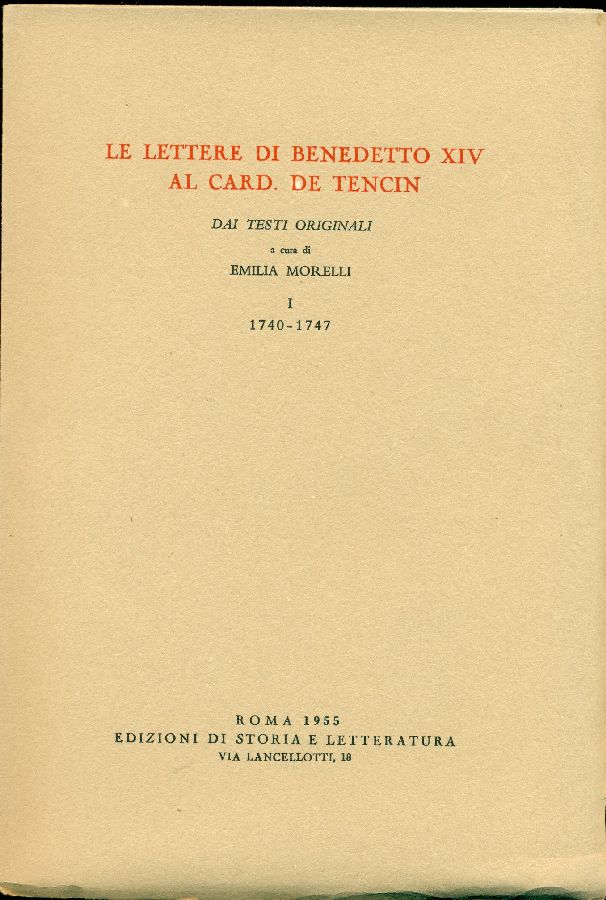 LE LETTERE DI BENEDETTO XIV
AL CARD. DE TENCIN
DAI TESTI ORIGINALI
a cura di
EMILIA MORELLI
I
1740-1747
ROMA 1955
EDIZIONI DI STORIA E LETTERATURA
VIA LANCELLOTTI, 18